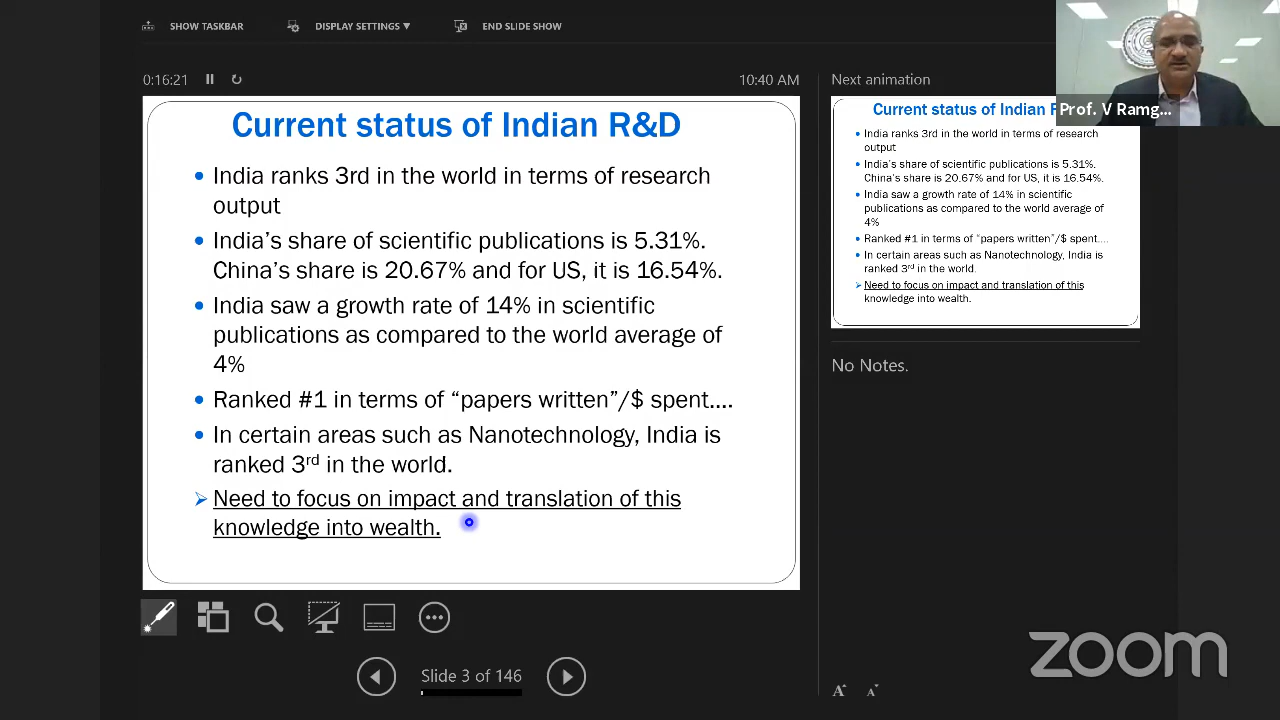 SHOW TASKBAR
DISPLAY SETTINGS ▼
END SLIDE SHOW
0:16:21
10:40 AM
Current status of Indian R&D
• India ranks 3rd in the world in terms of research
output
• India's share of scientific publications is 5.31%.
China's share is 20.67% and for US, it is 16.54%.
• India saw a growth rate of 14% in scientific
publications as compared to the world average of
4%
• Ranked #1 in terms of “papers written”/$ spent....
• In certain areas such as Nanotechnology, India is
ranked 3rd in the world.
➢ Need to focus on impact and translation of this
knowledge into wealth.
Slide 3 of 146
Next animation
Prof. V Ramg...
Current status of Indian
• India ranks 3rd in the world in terms of research
output
• India's share of scientific publications is 5.31%.
China's share is 20.67% and for US, it is 16.54%.
• India saw a growth rate of 14% in scientific
publications as compared to the world average of
4%
• Ranked #1 in terms of “papers written”/$ spent....
• In certain areas such as Nanotechnology, India is
ranked 3rd in the world.
➢ Need to focus on impact and translation of this
knowledge into wealth.
No Notes.
A A
zoom